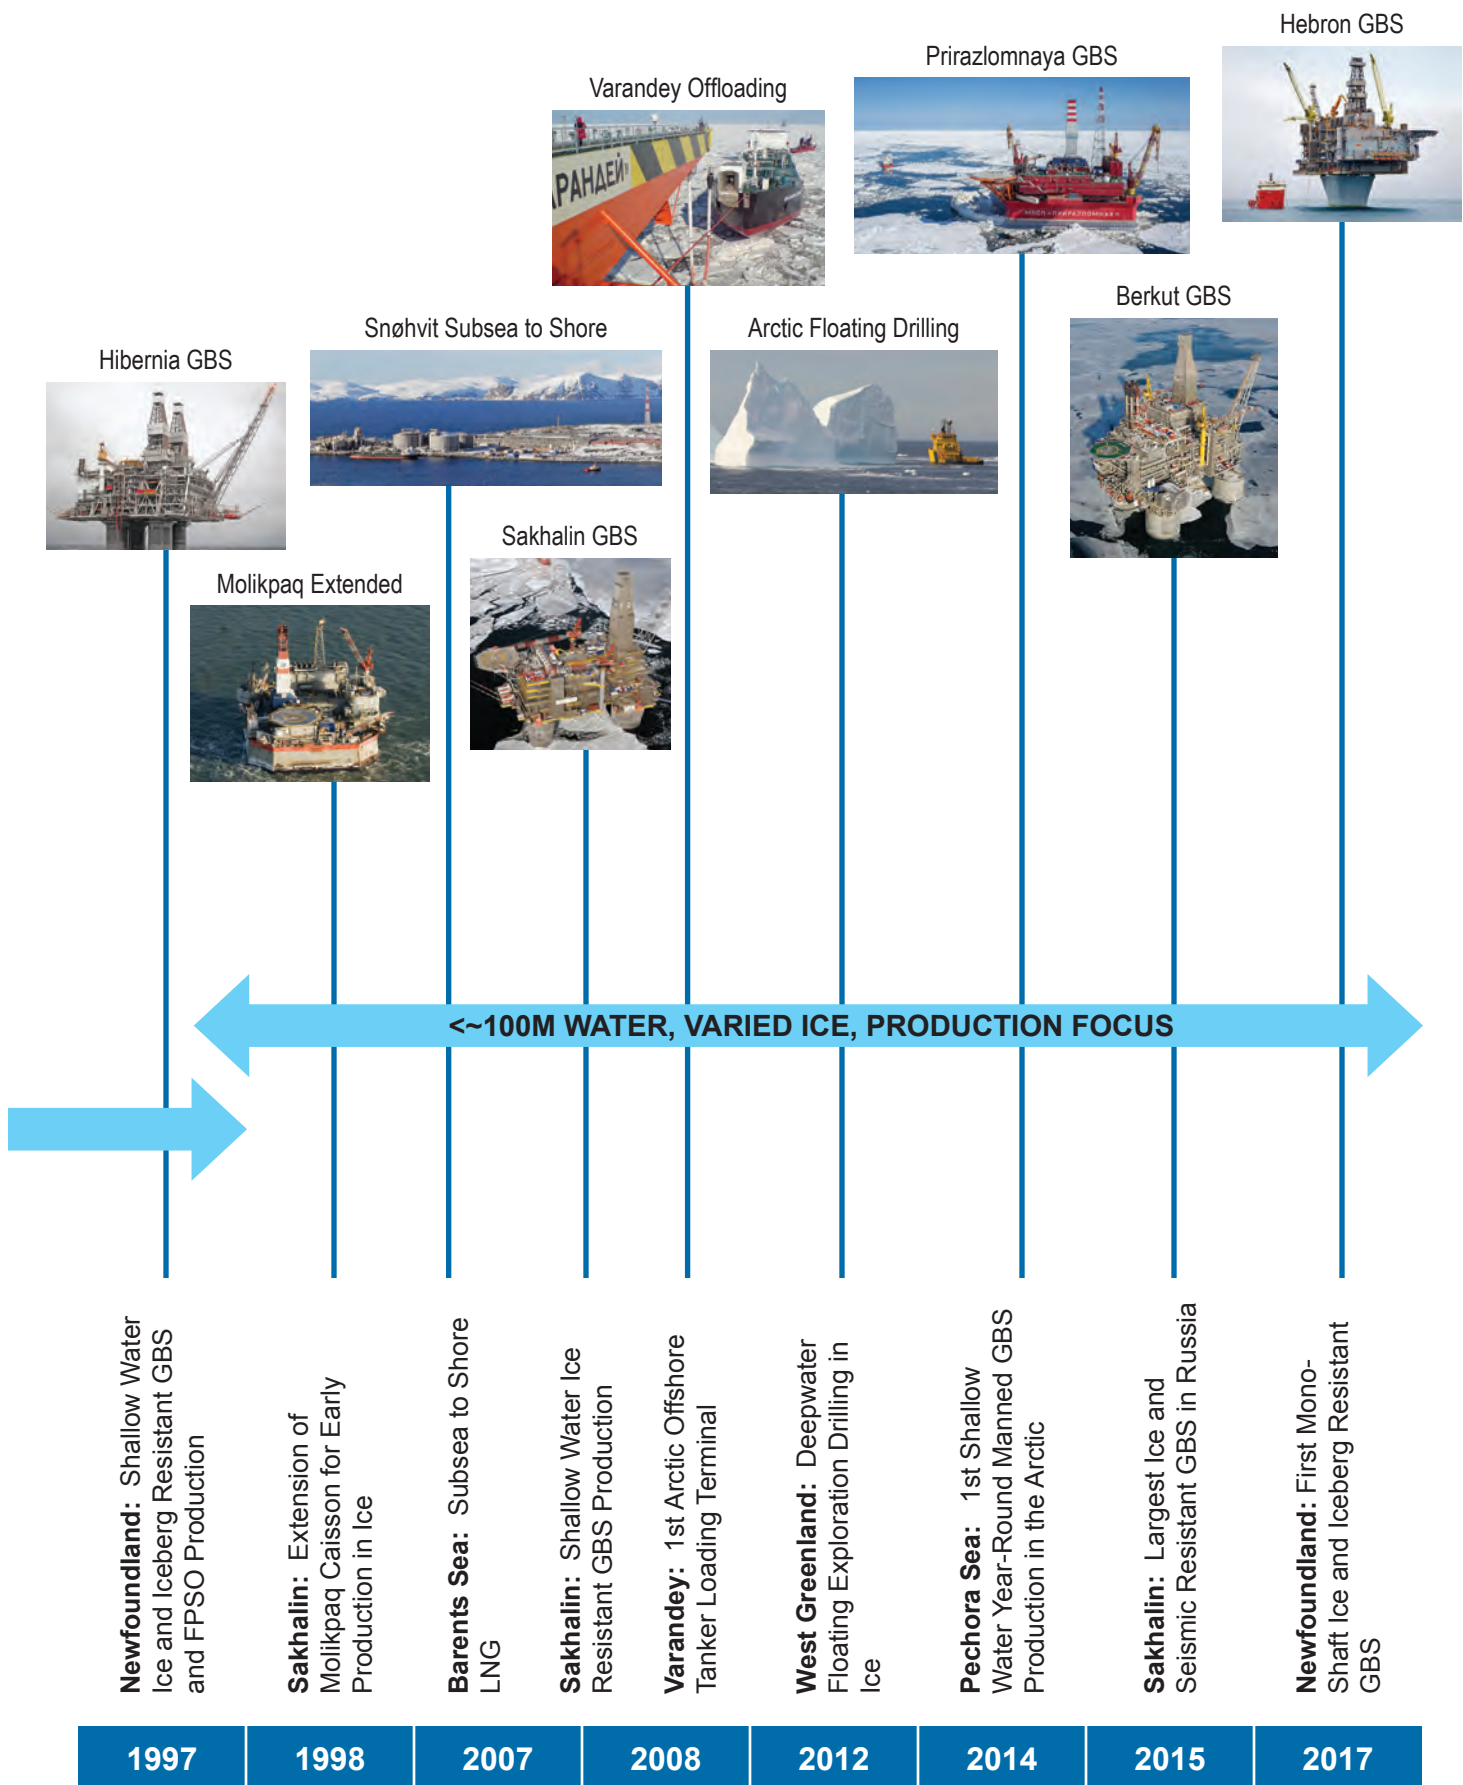 Hebron GBS
Prirazlomnaya GBS
Varandey Offloading
АРАНДЕЙ»
МЛСП «ПРИРАЗЛОМНАЯ»
Berkut GBS
Snøhvit Subsea to Shore
Arctic Floating Drilling
Hibernia GBS
Sakhalin GBS
Molikpaq Extended
<~100M WATER, VARIED ICE, PRODUCTION FOCUS
Newfoundland: Shallow Water
Ice and Iceberg Resistant GBS
and FPSO Production
Sakhalin: Extension of
Molikpaq Caisson for Early
Production in Ice
Barents Sea: Subsea to Shore
LNG
Sakhalin: Shallow Water Ice
Resistant GBS Production
Varandey: 1st Arctic Offshore
Tanker Loading Terminal
West Greenland: Deepwater
Floating Exploration Drilling in
Ice
Pechora Sea: 1st Shallow
Water Year-Round Manned GBS
Production in the Arctic
Sakhalin: Largest Ice and
Seismic Resistant GBS in Russia
Newfoundland: First Mono-
Shaft Ice and Iceberg Resistant
GBS
1997
1998
2007
2008
2012
2014
2015
2017